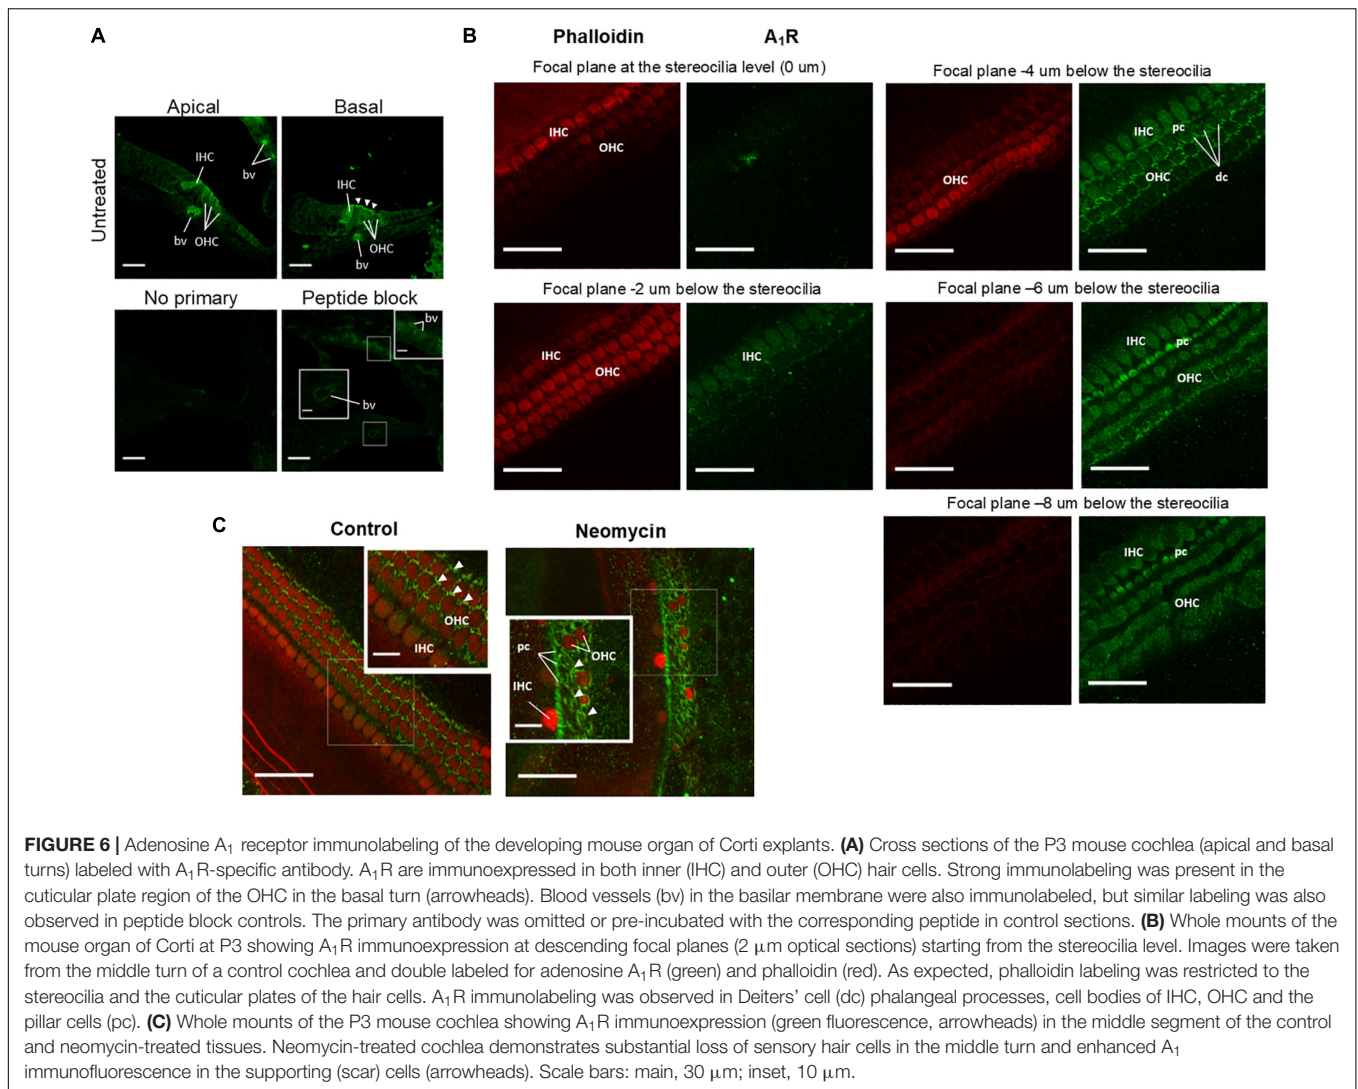 A
Apical
Basal
Untreated
IHC
bv
bv
OHC
IHC
OHC
bv
No primary
Peptide block
bv
bv
B
Phalloidin
A₁R
Focal plane at the stereocilia level (0 um)
IHC
OHC
Focal plane -2 um below the stereocilia
IHC
OHC
IHC
Focal plane -4 um below the stereocilia
OHC
IHC
pc
OHC
dc
Focal plane –6 um below the stereocilia
IHC
pc
OHC
Focal plane –8 um below the stereocilia
IHC
pc
OHC
C
Control
OHC
IHC
Neomycin
pc
OHC
IHC
FIGURE 6 | Adenosine A₁ receptor immunolabeling of the developing mouse organ of Corti explants. (A) Cross sections of the P3 mouse cochlea (apical and basal
turns) labeled with A₁R-specific antibody. A₁R are immunoexpressed in both inner (IHC) and outer (OHC) hair cells. Strong immunolabeling was present in the
cuticular plate region of the OHC in the basal turn (arrowheads). Blood vessels (bv) in the basilar membrane were also immunolabeled, but similar labeling was also
observed in peptide block controls. The primary antibody was omitted or pre-incubated with the corresponding peptide in control sections. (B) Whole mounts of the
mouse organ of Corti at P3 showing A₁R immunoexpression at descending focal planes (2 μm optical sections) starting from the stereocilia level. Images were taken
from the middle turn of a control cochlea and double labeled for adenosine A₁R (green) and phalloidin (red). As expected, phalloidin labeling was restricted to the
stereocilia and the cuticular plates of the hair cells. A₁R immunolabeling was observed in Deiters’ cell (dc) phalangeal processes, cell bodies of IHC, OHC and the
pillar cells (pc). (C) Whole mounts of the P3 mouse cochlea showing A₁R immunoexpression (green fluorescence, arrowheads) in the middle segment of the control
and neomycin-treated tissues. Neomycin-treated cochlea demonstrates substantial loss of sensory hair cells in the middle turn and enhanced A₁
immunofluorescence in the supporting (scar) cells (arrowheads). Scale bars: main, 30 μm; inset, 10 μm.